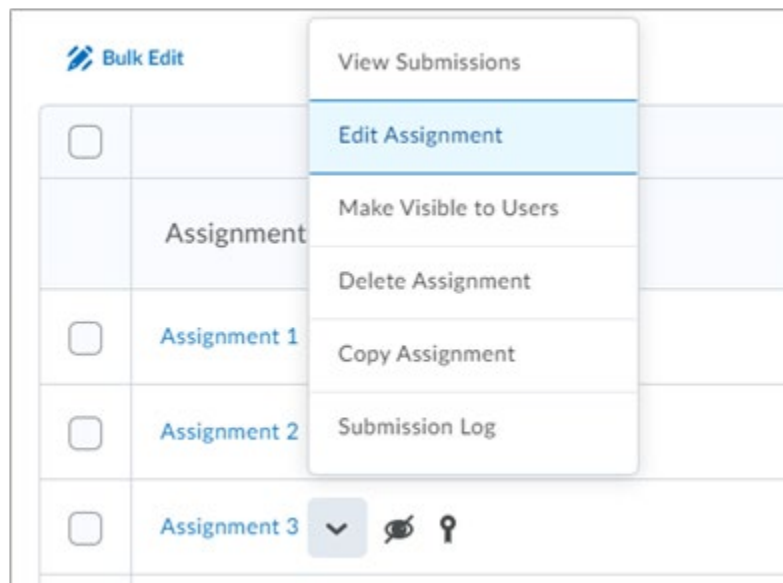 Bulk Edit
View Submissions
Edit Assignment
Make Visible to Users
Delete Assignment
Copy Assignment
Submission Log
Assignment
Assignment 1
Assignment 2
Assignment 3